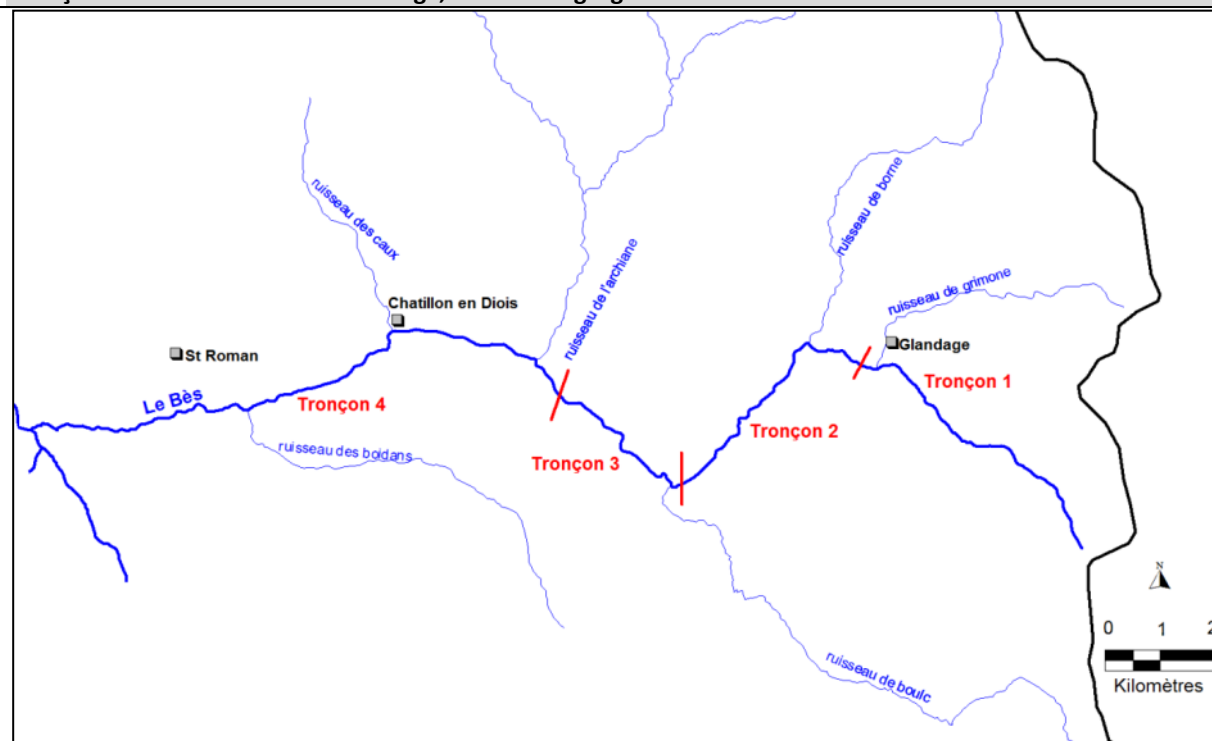 ruisseau de borne
ruisseau des caux
ruisseau de l'archiane
ruisseau de grimone
Chatillon en Diois
Glandage
St Roman
Tronçon 1
Le Bès
Tronçon 4
Tronçon 2
ruisseau des boidans
Tronçon 3
N
0 1 2
Kilomètres
ruisseau de boulc